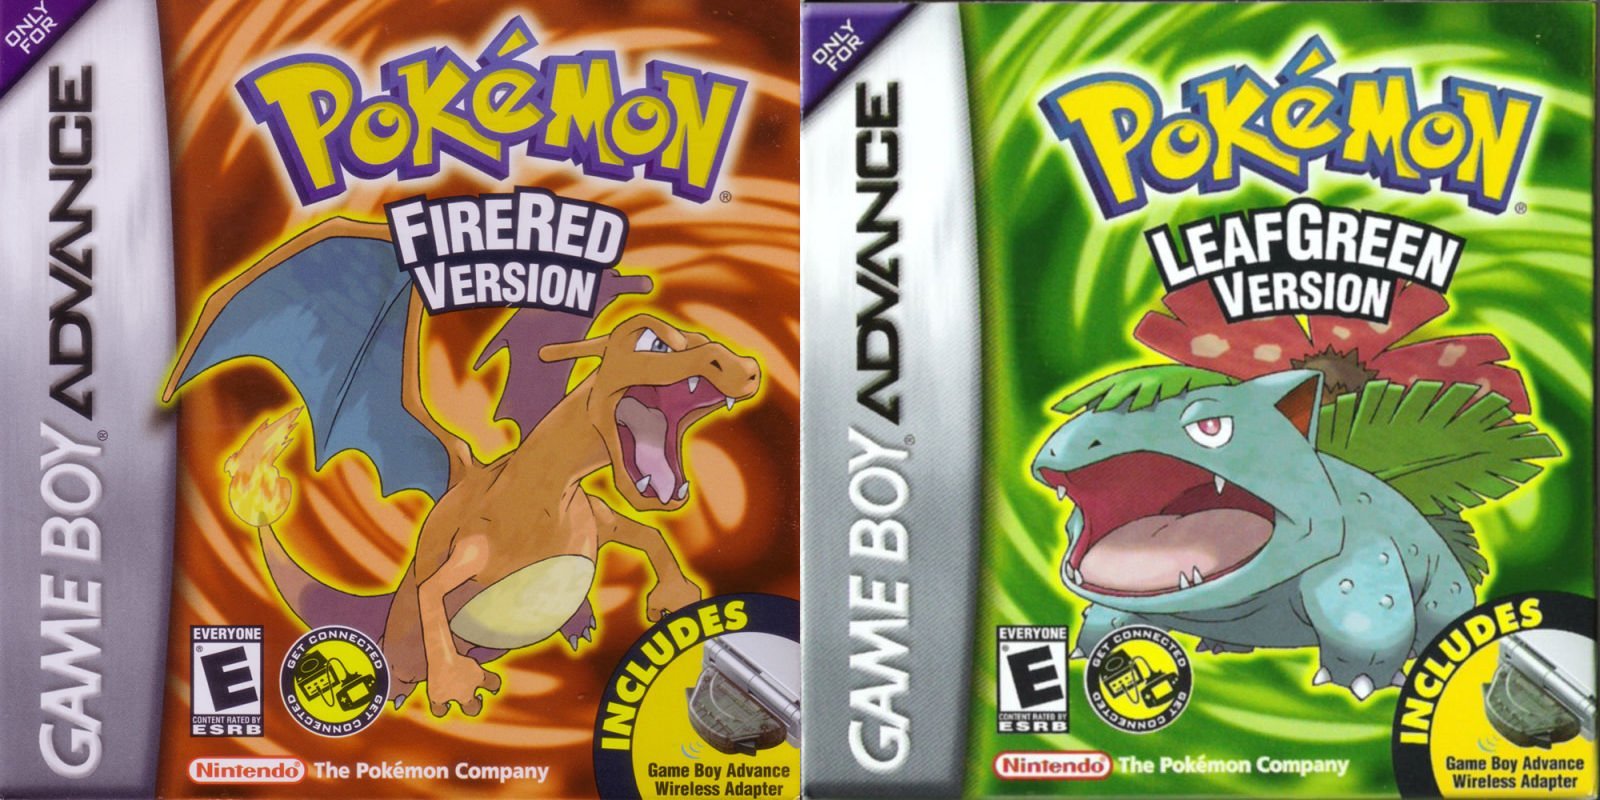 ONLY
FOR
GAME BOY ADVANCE
®
POKéMON
®
FIRERED
VERSION
EVERYONE
®
E
CONTENT RATED BY
ESRB
GET CONNECTED
GET CONNECTED
INCLUDES
Nintendo®
The Pokémon Company
Game Boy Advance
Wireless Adapter
ONLY
FOR
GAME BOY ADVANCE
®
POKéMON
®
LEAFGREEN
VERSION
EVERYONE
®
E
CONTENT RATED BY
ESRB
GET CONNECTED
GET CONNECTED
INCLUDES
Nintendo®
The Pokémon Company
Game Boy Advance
Wireless Adapter